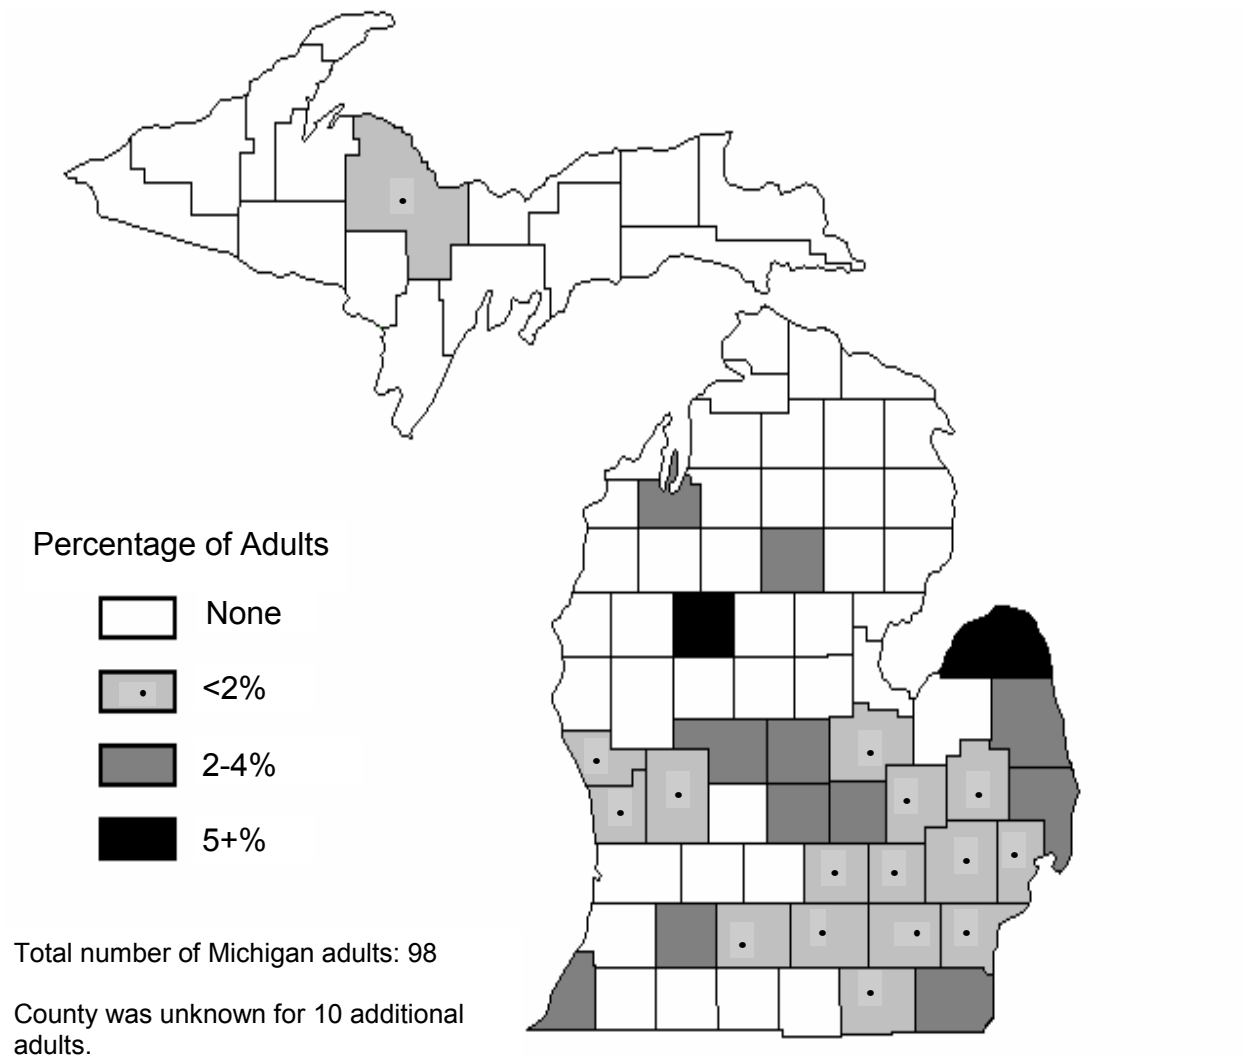 Percentage of Adults
None
<2%
2-4%
5+%
Total number of Michigan adults: 98
County was unknown for 10 additional
adults.